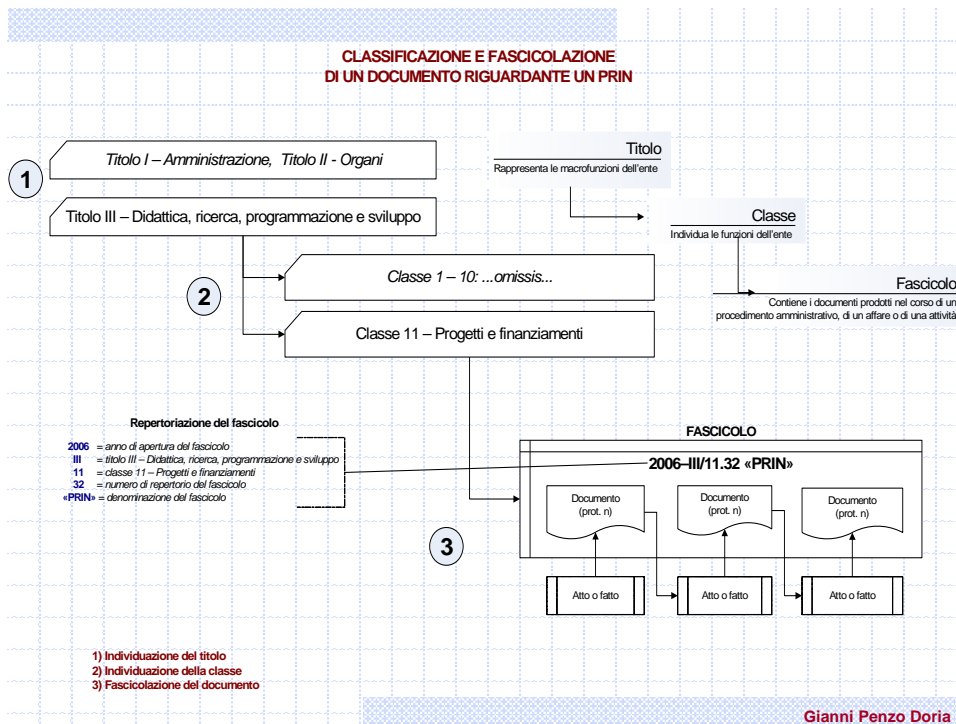 CLASSIFICAZIONE E FASCICOLAZIONE
DI UN DOCUMENTO RIGUARDANTE UN PRIN
1
Titolo I – Amministrazione, Titolo II - Organi
Titolo III – Didattica, ricerca, programmazione e sviluppo
Titolo
Rappresenta le macrofunzioni dell'ente
Classe
Individua le funzioni dell'ente
Fascicolo
Contiene i documenti prodotti nel corso di un
procedimento amministrativo, di un affare o di una attività
2
Classe 1 – 10: ...omissis...
Classe 11 – Progetti e finanziamenti
Repertoriazione del fascicolo
2006 = anno di apertura del fascicolo
III = titolo III – Didattica, ricerca, programmazione e sviluppo
11 = classe 11 – Progetti e finanziamenti
32 = numero di repertorio del fascicolo
«PRIN» = denominazione del fascicolo
3
FASCICOLO
2006–III/11.32 «PRIN»
Documento
(prot. n)
Documento
(prot. n)
Documento
(prot. n)
Atto o fatto
Atto o fatto
Atto o fatto
1) Individuazione del titolo
2) Individuazione della classe
3) Fascicolazione del documento
Gianni Penzo Doria